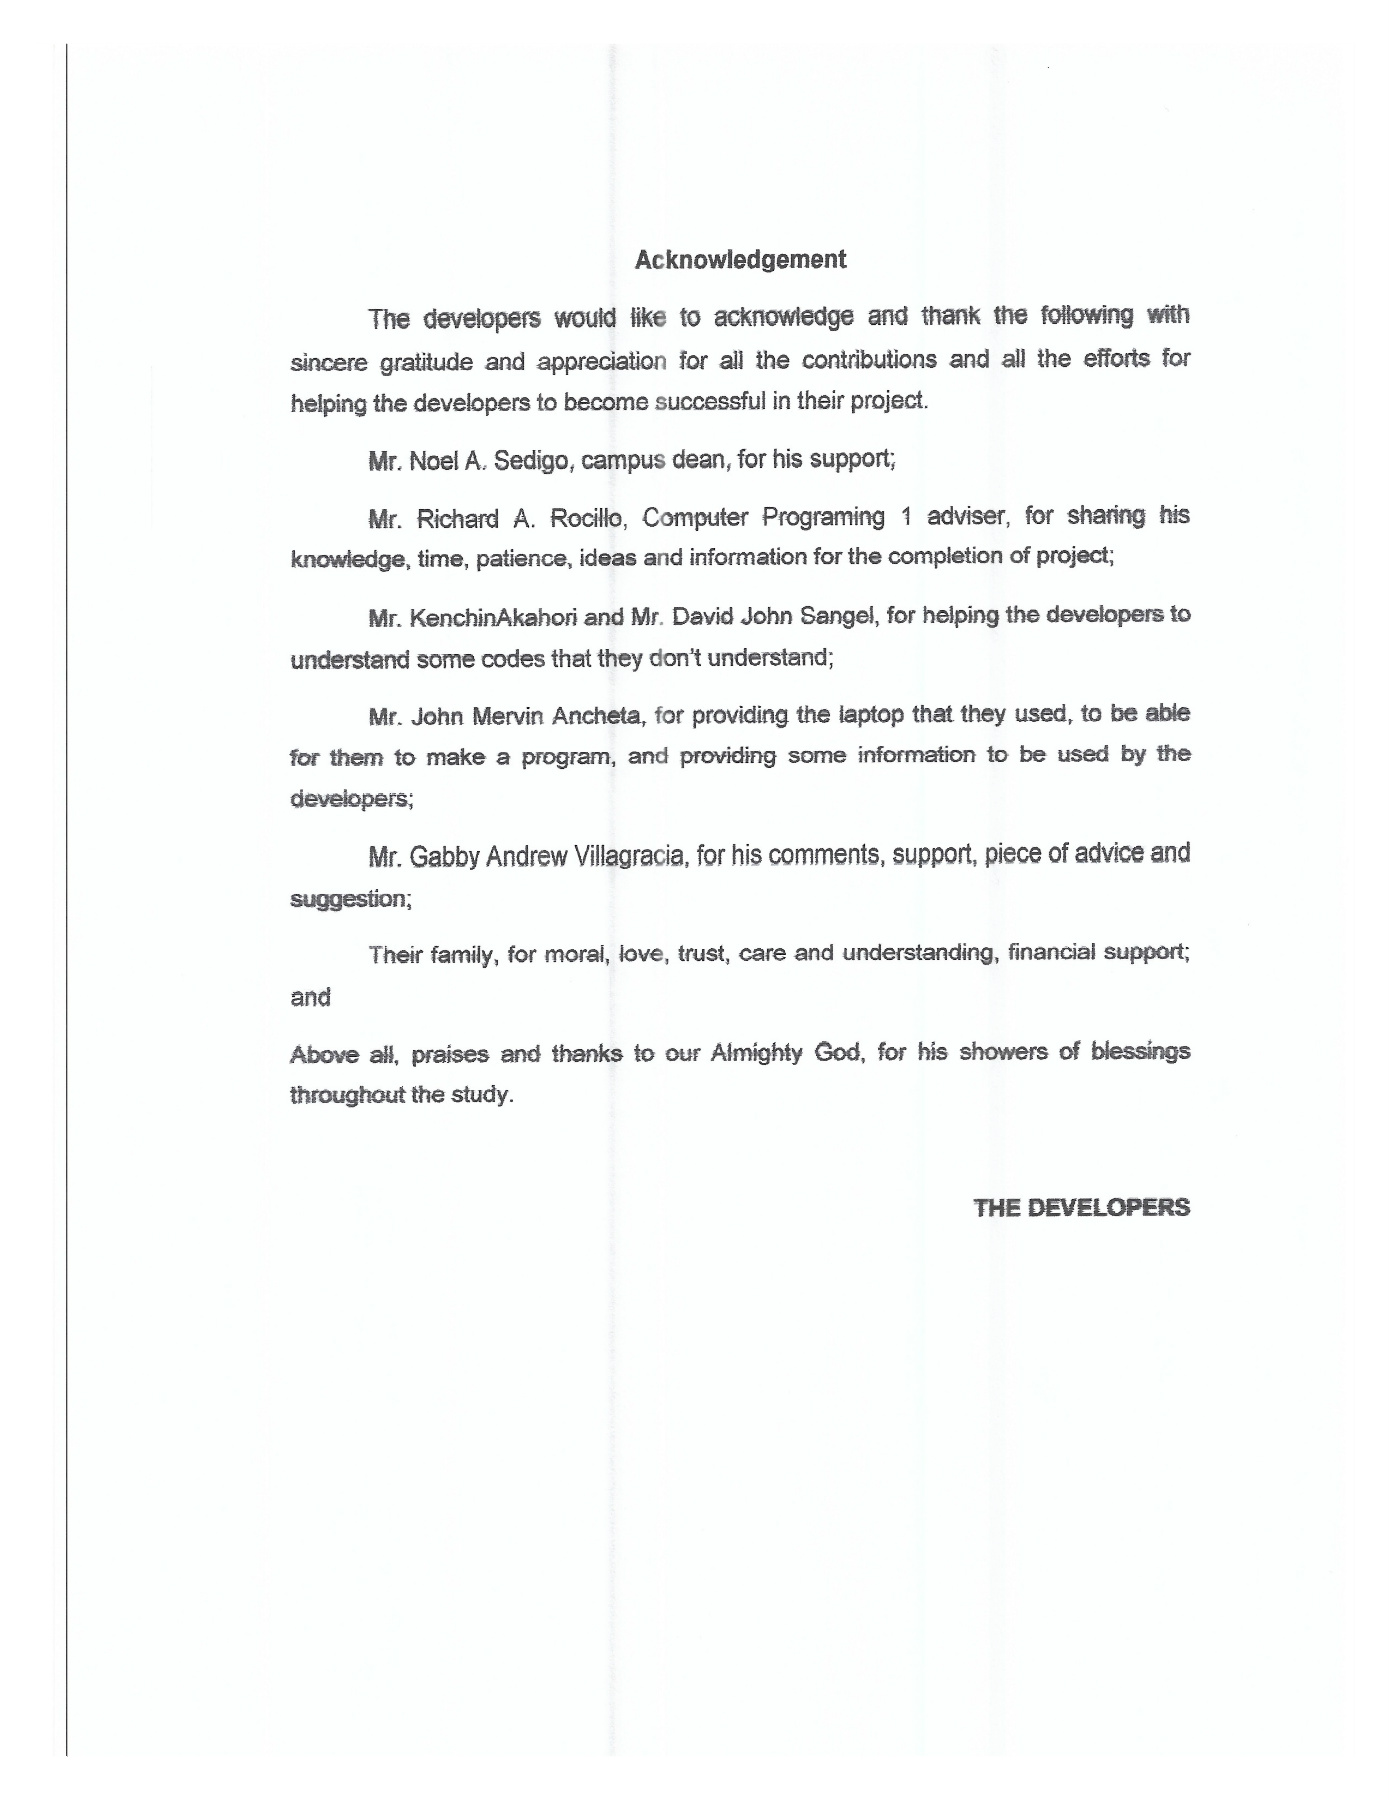 Acknowledgement
The developers would like to acknowledge and thank the following with
sincere gratitude and appreciation for all the contributions and all the efforts for
helping the developers to become successful in their project.
Mr. Noel A. Sedigo, campus dean, for his support;
Mr. Richard A. Rocillo, Computer Programing 1 adviser, for sharing his
knowledge, time, patience, ideas and information for the completion of project;
Mr. KenchinAkahori and Mr. David John Sangel, for helping the developers to
understand some codes that they don't understand;
Mr. John Mervin Ancheta, for providing the laptop that they used, to be able
for them to make a program, and providing some information to be used by the
developers;
Mr. Gabby Andrew Villagracia, for his comments, support, piece of advice and
suggestion;
Their family, for moral, love, trust, care and understanding, financial support;
and
Above all, praises and thanks to our Almighty God, for his showers of blessings
throughout the study.
THE DEVELOPERS